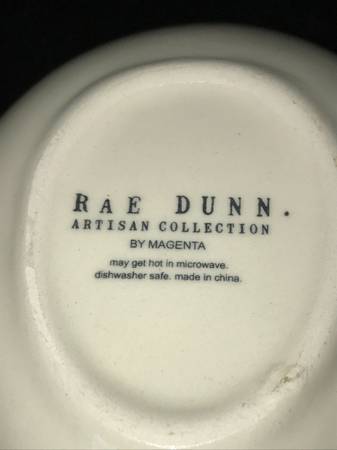 RAE DUNN.
ARTISAN COLLECTION
BY MAGENTA
may get hot in microwave.
dishwasher safe. made in china.